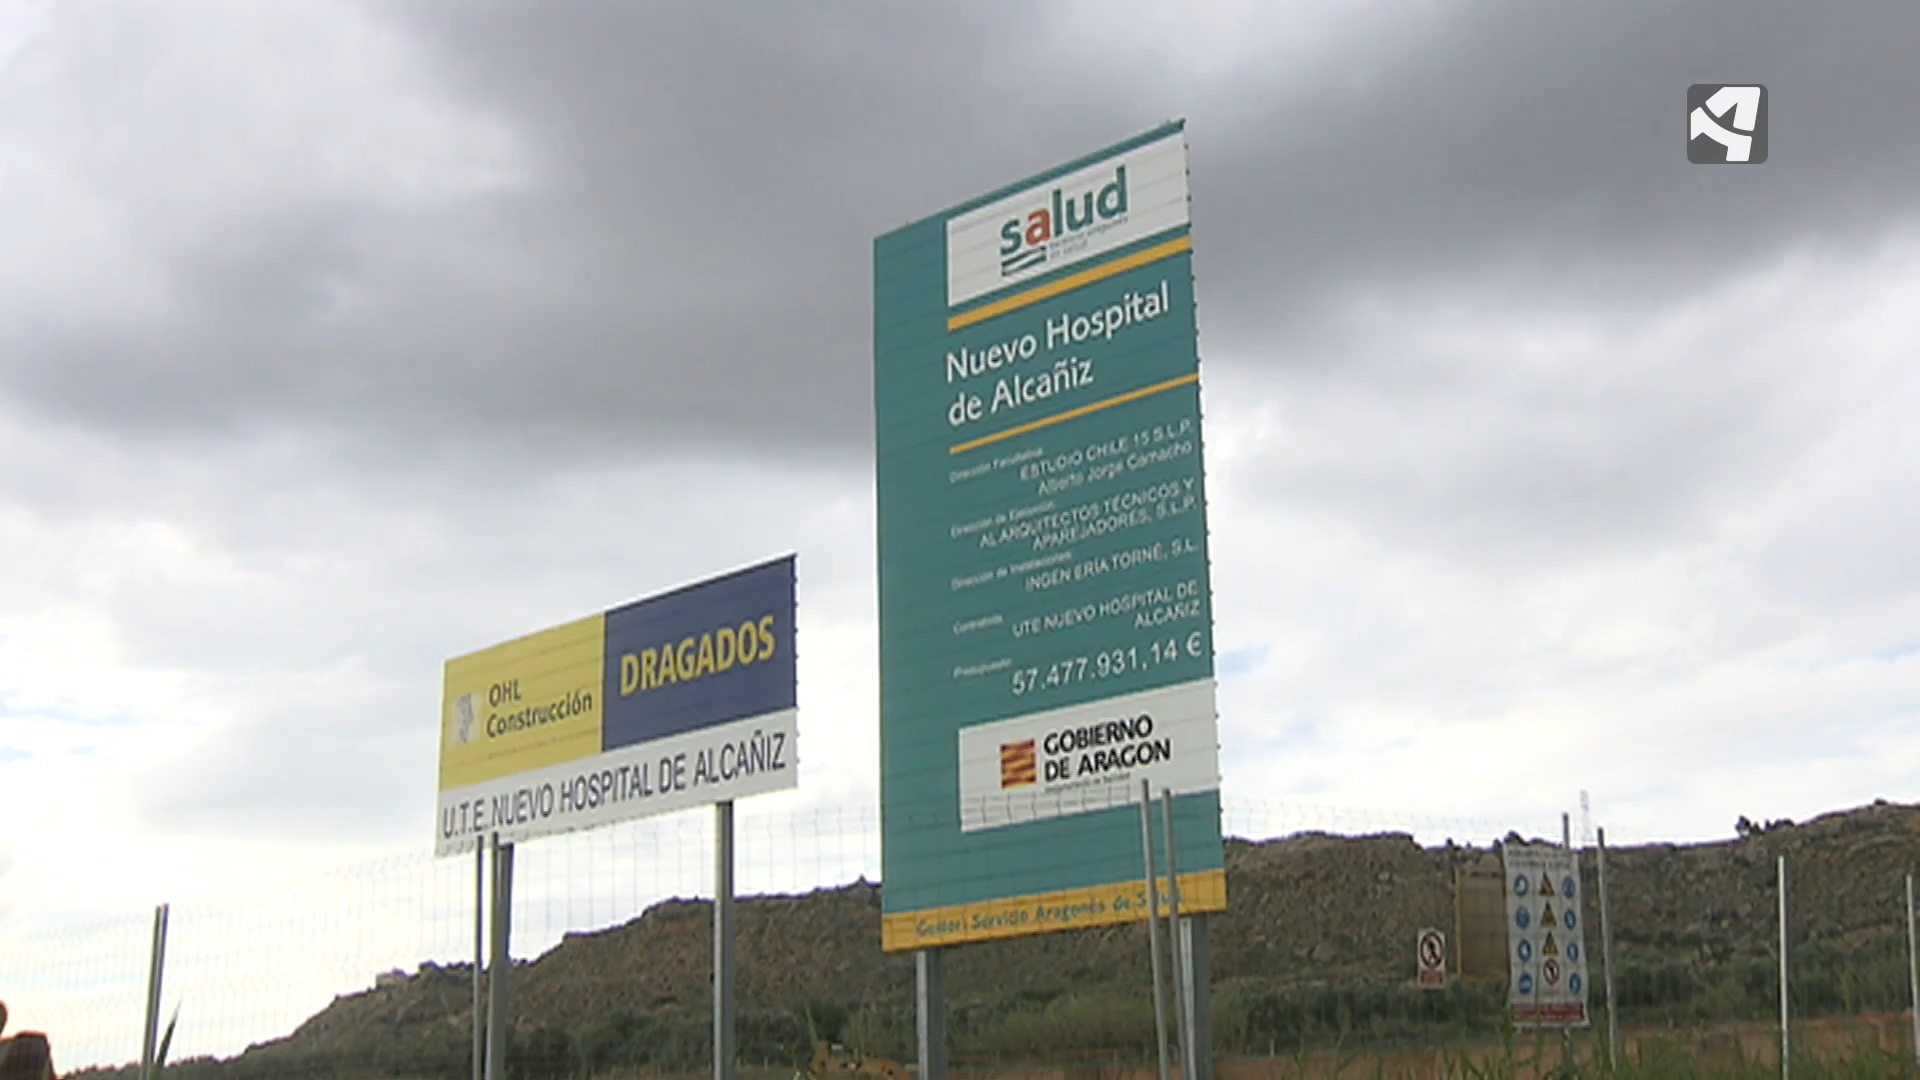 OHL
Construcción
DRAGADOS
U.T.E. NUEVO HOSPITAL DE ALCAÑIZ
salud
Nuevo Hospital
de Alcañiz
Dirección Facultativa:
ESTUDIO CHILE 15 S.L.P.
Alberto Jorge Camacho
Dirección de Ejecución:
AL ARQUITECTOS TÉCNICOS Y
APAREJADORES, S.L.P.
Dirección de Instalaciones:
INGENIERÍA TORNÉ, S.L.
Contratista:
UTE NUEVO HOSPITAL DE
ALCAÑIZ
Presupuesto:
57.477.931,14 €
GOBIERNO
DE ARAGON
Gestor: Servicio Aragonés de Salud